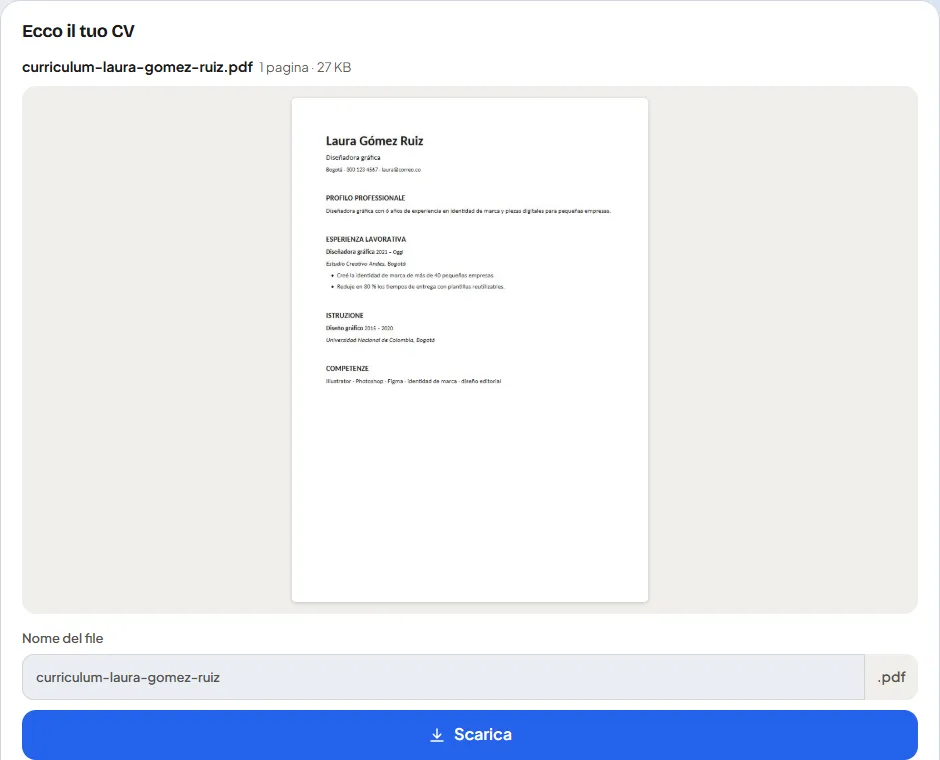 Ecco il tuo CV
curriculum-laura-gomez-ruiz.pdf 1 pagina · 27 KB
Laura Gómez Ruiz
Diseñadora gráfica
Bogotá · 300 123 4567 · laura@correo.co
PROFILO PROFESSIONALE
Diseñadora gráfica con 6 años de experiencia en identidad de marca y piezas digitales para pequeñas empresas.
ESPERIENZA LAVORATIVA
Diseñadora gráfica 2021 – Oggi
Estudio Creativo Andes, Bogotá
• Creé la identidad de marca de más de 40 pequeñas empresas.
• Reduje en 30 % los tiempos de entrega con plantillas reutilizables.
ISTRUZIONE
Diseño gráfico 2016 – 2020
Universidad Nacional de Colombia, Bogotá
COMPETENZE
Illustrator · Photoshop · Figma · Identidad de marca · diseño editorial
Nome del file
curriculum-laura-gomez-ruiz .pdf
Scarica